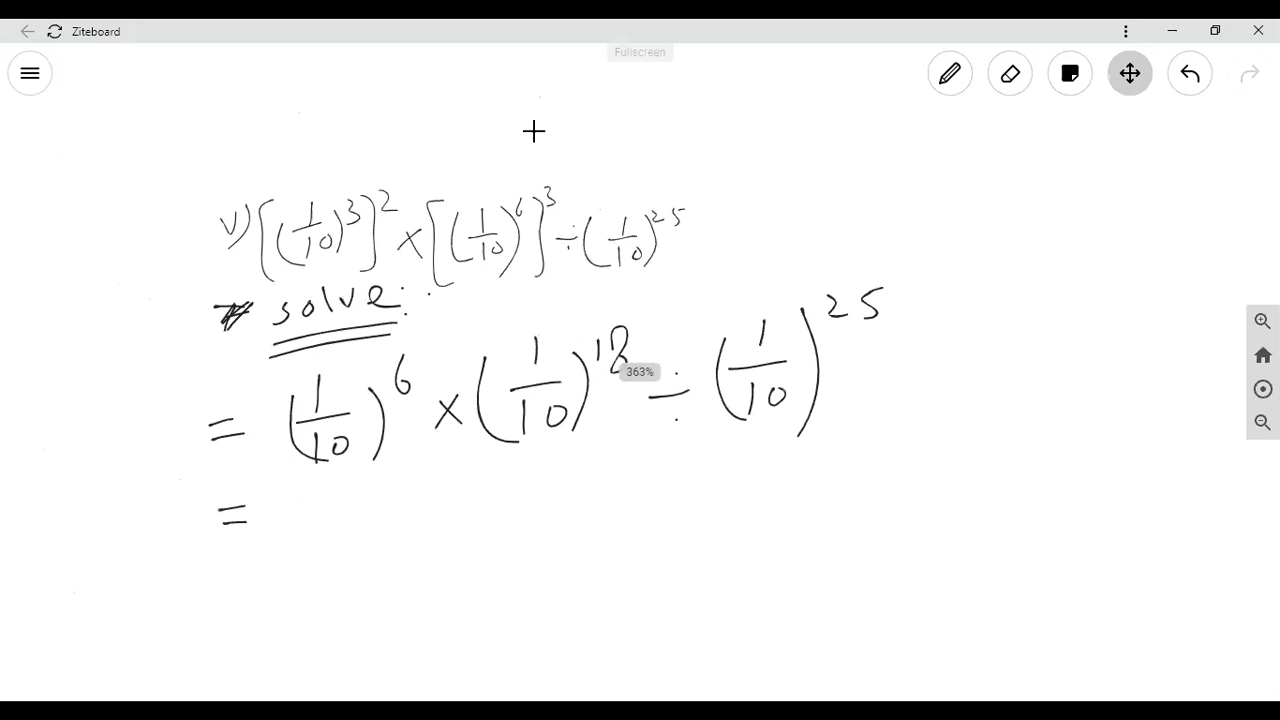 Ziteboard
Fullscreen
v) [(1/10)^3]^2 × [(1/10)^6]^3 ÷ (1/10)^25
solve:
= (1/10)^6 × (1/10)^18 ÷ (1/10)^25
363%
=